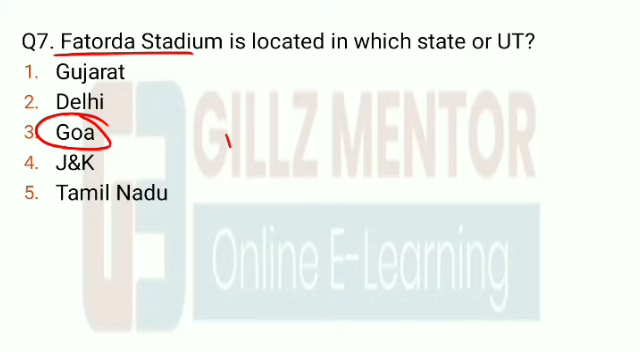 Q7. Fatorda Stadium is located in which state or UT?
1. Gujarat
2. Delhi
3. Goa
4. J&K
5. Tamil Nadu
GILLZ MENTOR
Online E-Learning